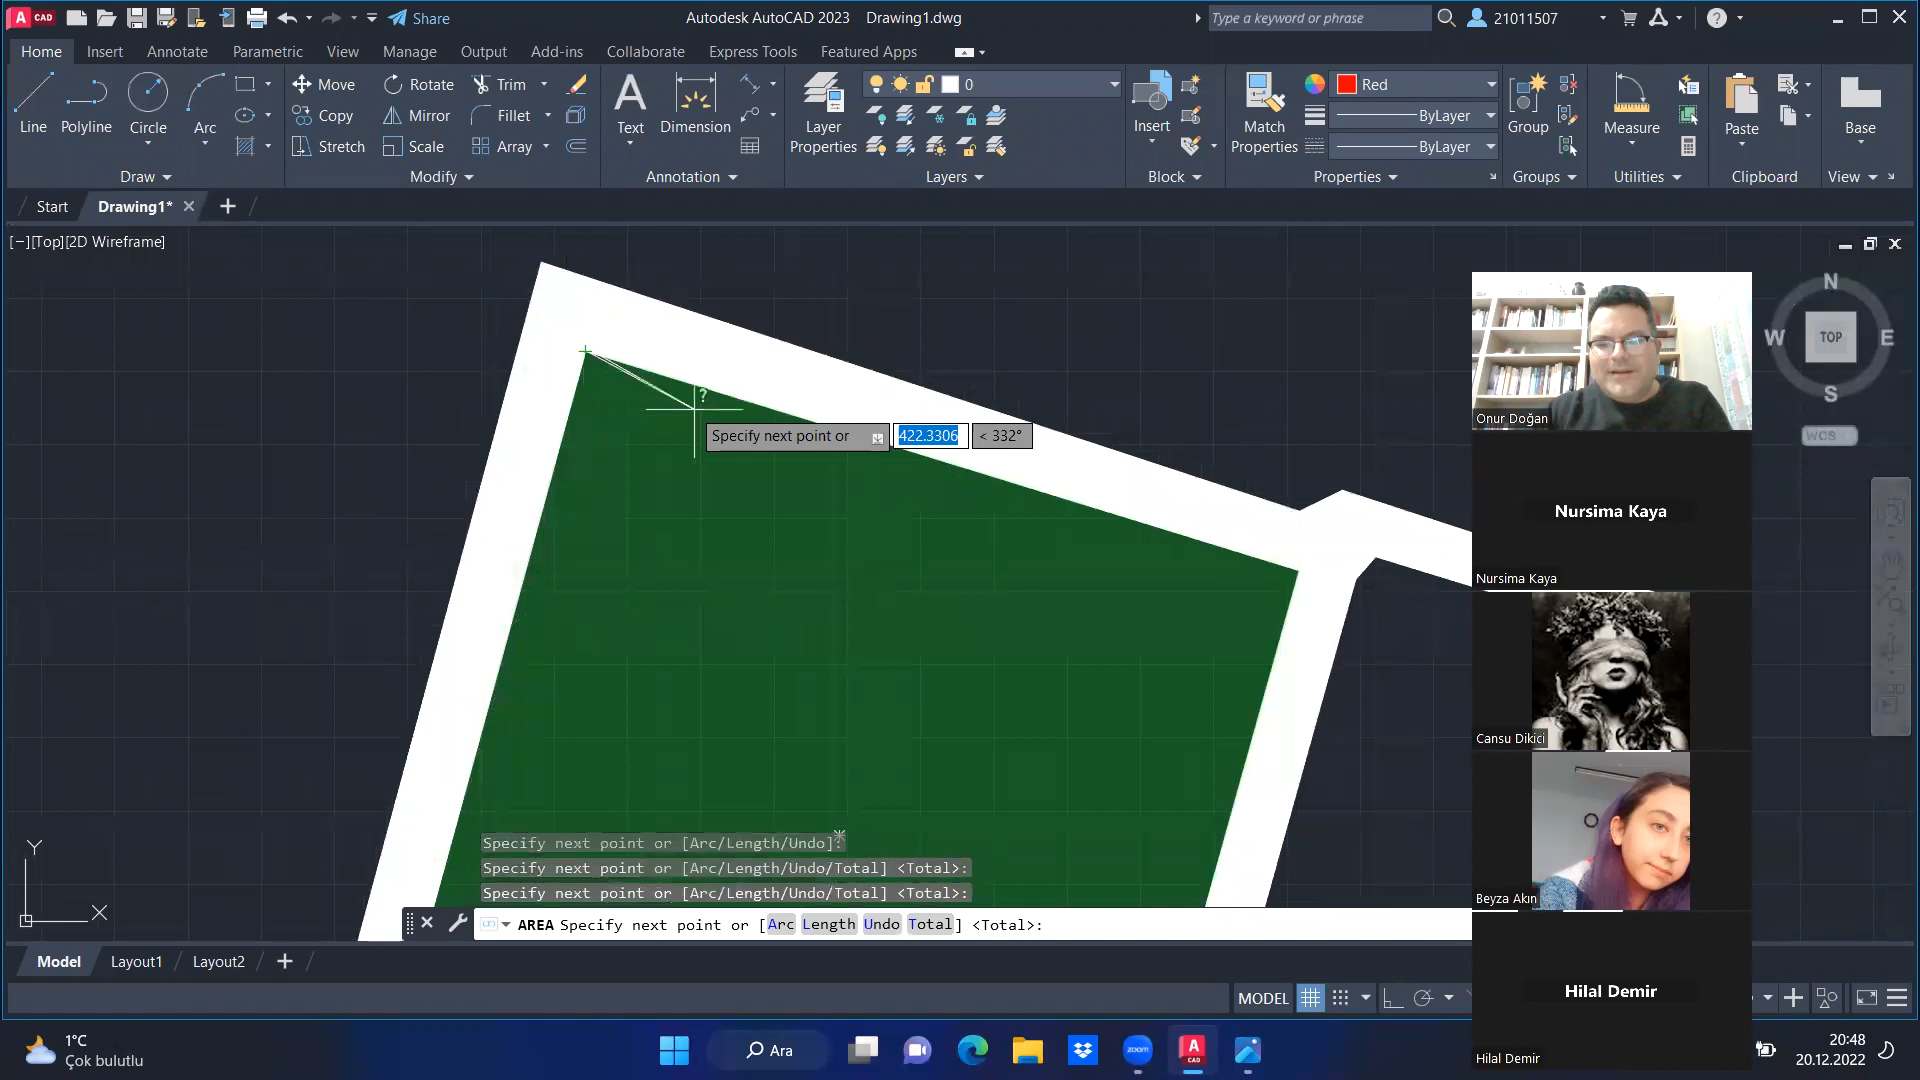 A CAD Share Autodesk AutoCAD 2023 Drawing1.dwg Type a keyword or phrase 21011507
Home Insert Annotate Parametric View Manage Output Add-ins Collaborate Express Tools Featured Apps
Line Polyline Circle Arc
Move Rotate Trim
Copy Mirror Fillet
Stretch Scale Array
Text Dimension
Layer Properties
0
Insert
Match Properties
Red
ByLayer
ByLayer
Group
Measure
Paste
Base
Draw Modify Annotation Layers Block Properties Groups Utilities Clipboard View
Start Drawing1* +
[−][Top][2D Wireframe]
N
W TOP E
S
WCS
Onur Doğan
?
Specify next point or 422.3306 < 332°
Nursima Kaya
Nursima Kaya
Cansu Dikici
Beyza Akın
Hilal Demir
Hilal Demir
Y
X
Specify next point or [Arc/Length/Undo]:
Specify next point or [Arc/Length/Undo/Total] <Total>:
Specify next point or [Arc/Length/Undo/Total] <Total>:
AREA Specify next point or [Arc Length Undo Total] <Total>:
Model Layout1 Layout2 +
MODEL
1°C
Çok bulutlu
Ara
zoom
A CAD
20:48
20.12.2022